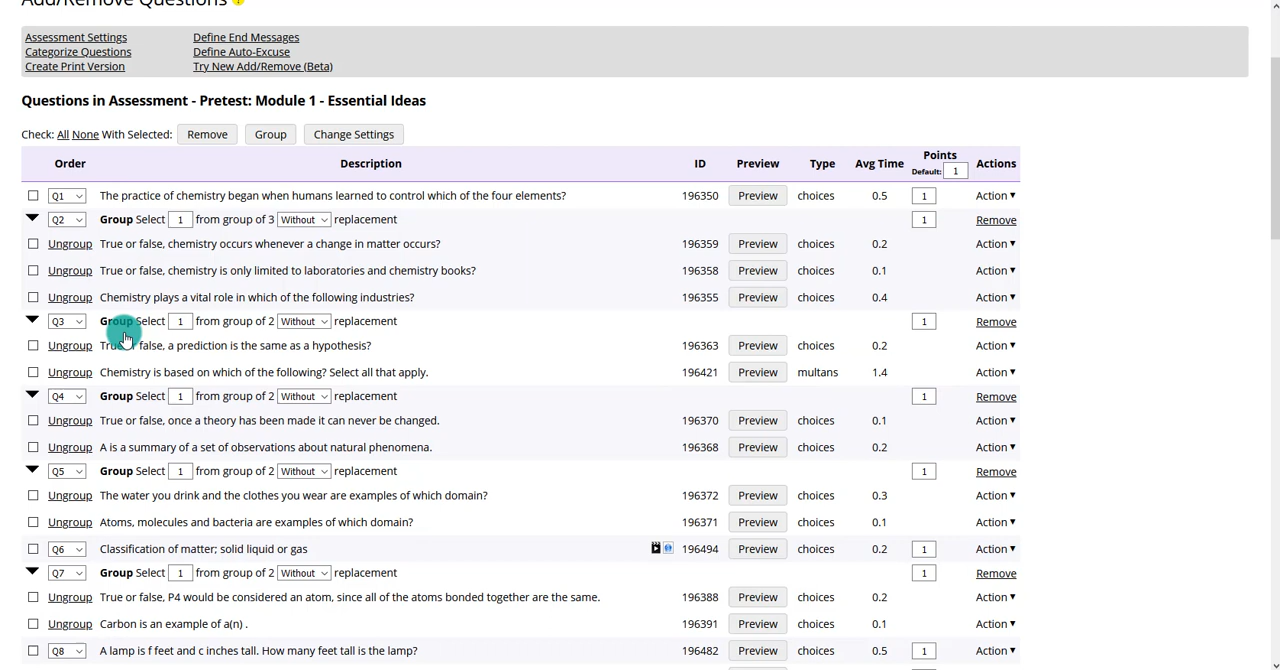 Add/Remove Questions
Assessment Settings Define End Messages
Categorize Questions Define Auto-Excuse
Create Print Version Try New Add/Remove (Beta)
Questions in Assessment - Pretest: Module 1 - Essential Ideas
Check: All None With Selected: Remove Group Change Settings
Order Description ID Preview Type Avg Time Points Default: 1 Actions
Q1 The practice of chemistry began when humans learned to control which of the four elements? 196350 Preview choices 0.5 1 Action
Q2 Group Select 1 from group of 3 Without replacement 1 Remove
Ungroup True or false, chemistry occurs whenever a change in matter occurs? 196359 Preview choices 0.2 Action
Ungroup True or false, chemistry is only limited to laboratories and chemistry books? 196358 Preview choices 0.1 Action
Ungroup Chemistry plays a vital role in which of the following industries? 196355 Preview choices 0.4 Action
Q3 Group Select 1 from group of 2 Without replacement 1 Remove
Ungroup True or false, a prediction is the same as a hypothesis? 196363 Preview choices 0.2 Action
Ungroup Chemistry is based on which of the following? Select all that apply. 196421 Preview multans 1.4 Action
Q4 Group Select 1 from group of 2 Without replacement 1 Remove
Ungroup True or false, once a theory has been made it can never be changed. 196370 Preview choices 0.1 Action
Ungroup A is a summary of a set of observations about natural phenomena. 196368 Preview choices 0.2 Action
Q5 Group Select 1 from group of 2 Without replacement 1 Remove
Ungroup The water you drink and the clothes you wear are examples of which domain? 196372 Preview choices 0.3 Action
Ungroup Atoms, molecules and bacteria are examples of which domain? 196371 Preview choices 0.1 Action
Q6 Classification of matter; solid liquid or gas 196494 Preview choices 0.2 1 Action
Q7 Group Select 1 from group of 2 Without replacement 1 Remove
Ungroup True or false, P4 would be considered an atom, since all of the atoms bonded together are the same. 196388 Preview choices 0.2 Action
Ungroup Carbon is an example of a(n) . 196391 Preview choices 0.1 Action
Q8 A lamp is f feet and c inches tall. How many feet tall is the lamp? 196482 Preview choices 0.5 1 Action